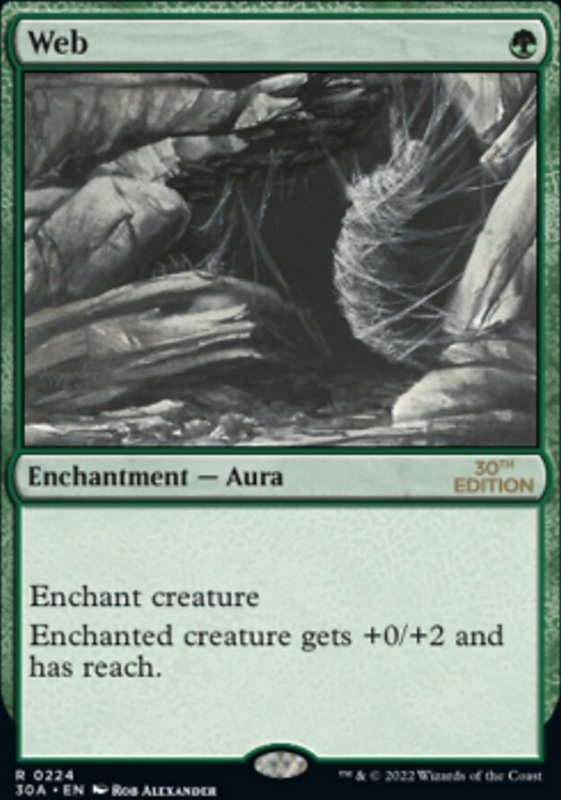 Web
Enchantment — Aura
30TH
EDITION
Enchant creature
Enchanted creature gets +0/+2 and
has reach.
R 0224
30A • EN Rob Alexander
™ & © 2022 Wizards of the Coast